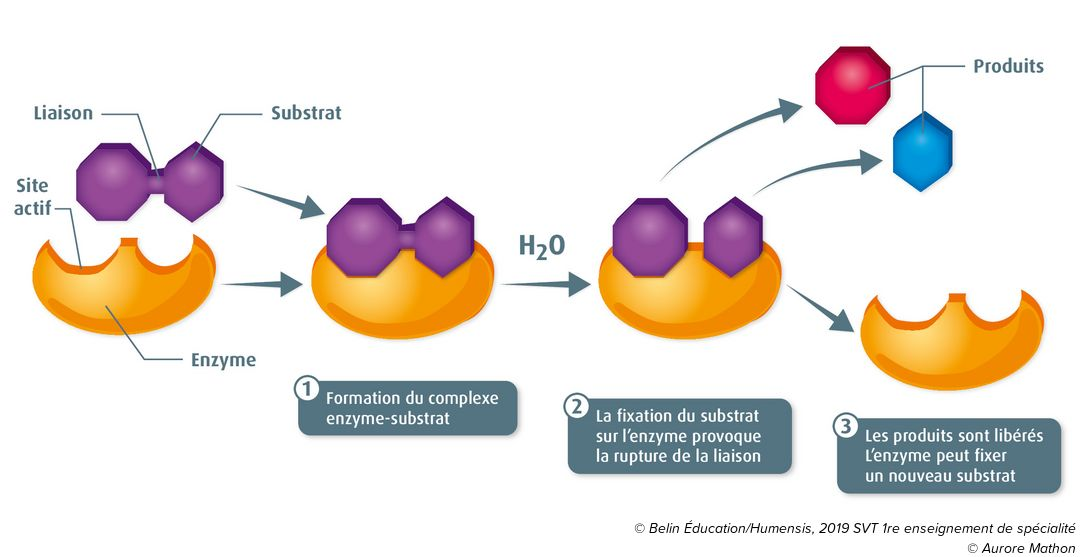 Liaison
Substrat
Site
actif
Enzyme
H₂O
Produits
1
Formation du complexe
enzyme-substrat
2
La fixation du substrat
sur l’enzyme provoque
la rupture de la liaison
3
Les produits sont libérés
L’enzyme peut fixer
un nouveau substrat
© Belin Éducation/Humensis, 2019 SVT 1re enseignement de spécialité
© Aurore Mathon